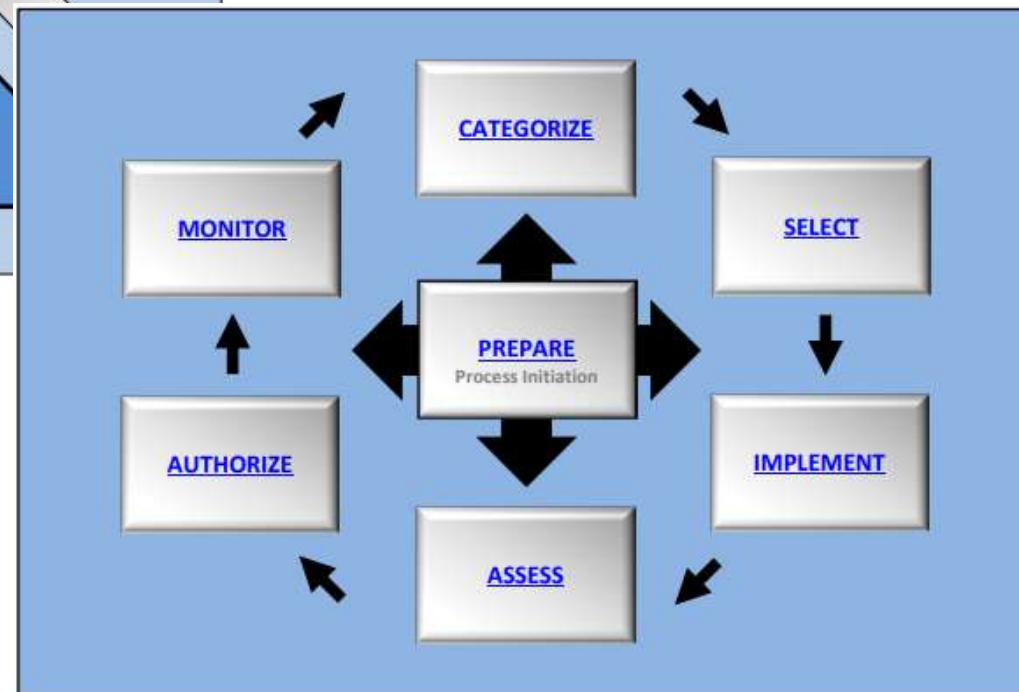 CATEGORIZE
MONITOR
SELECT
PREPARE
Process Initiation
AUTHORIZE
IMPLEMENT
ASSESS